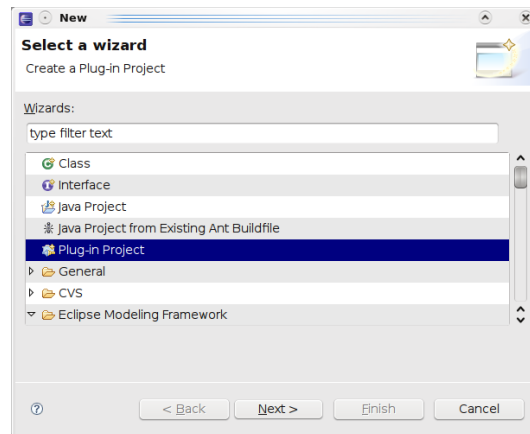 New
Select a wizard
Create a Plug-in Project
Wizards:
type filter text
Class
Interface
Java Project
Java Project from Existing Ant Buildfile
Plug-in Project
General
CVS
Eclipse Modeling Framework
< Back Next > Finish Cancel